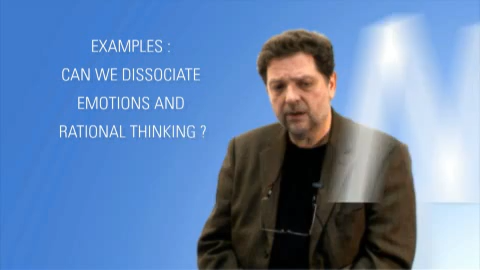 EXAMPLES :
CAN WE DISSOCIATE
EMOTIONS AND
RATIONAL THINKING ?